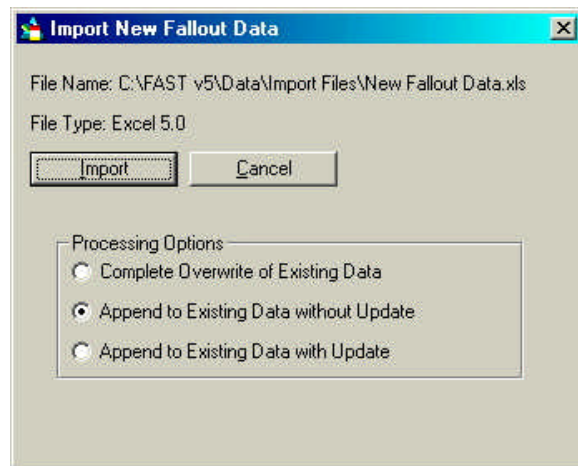 Import New Fallout Data
File Name: C:\FAST v5\Data\Import Files\New Fallout Data.xls
File Type: Excel 5.0
Import Cancel
Processing Options
Complete Overwrite of Existing Data
Append to Existing Data without Update
Append to Existing Data with Update